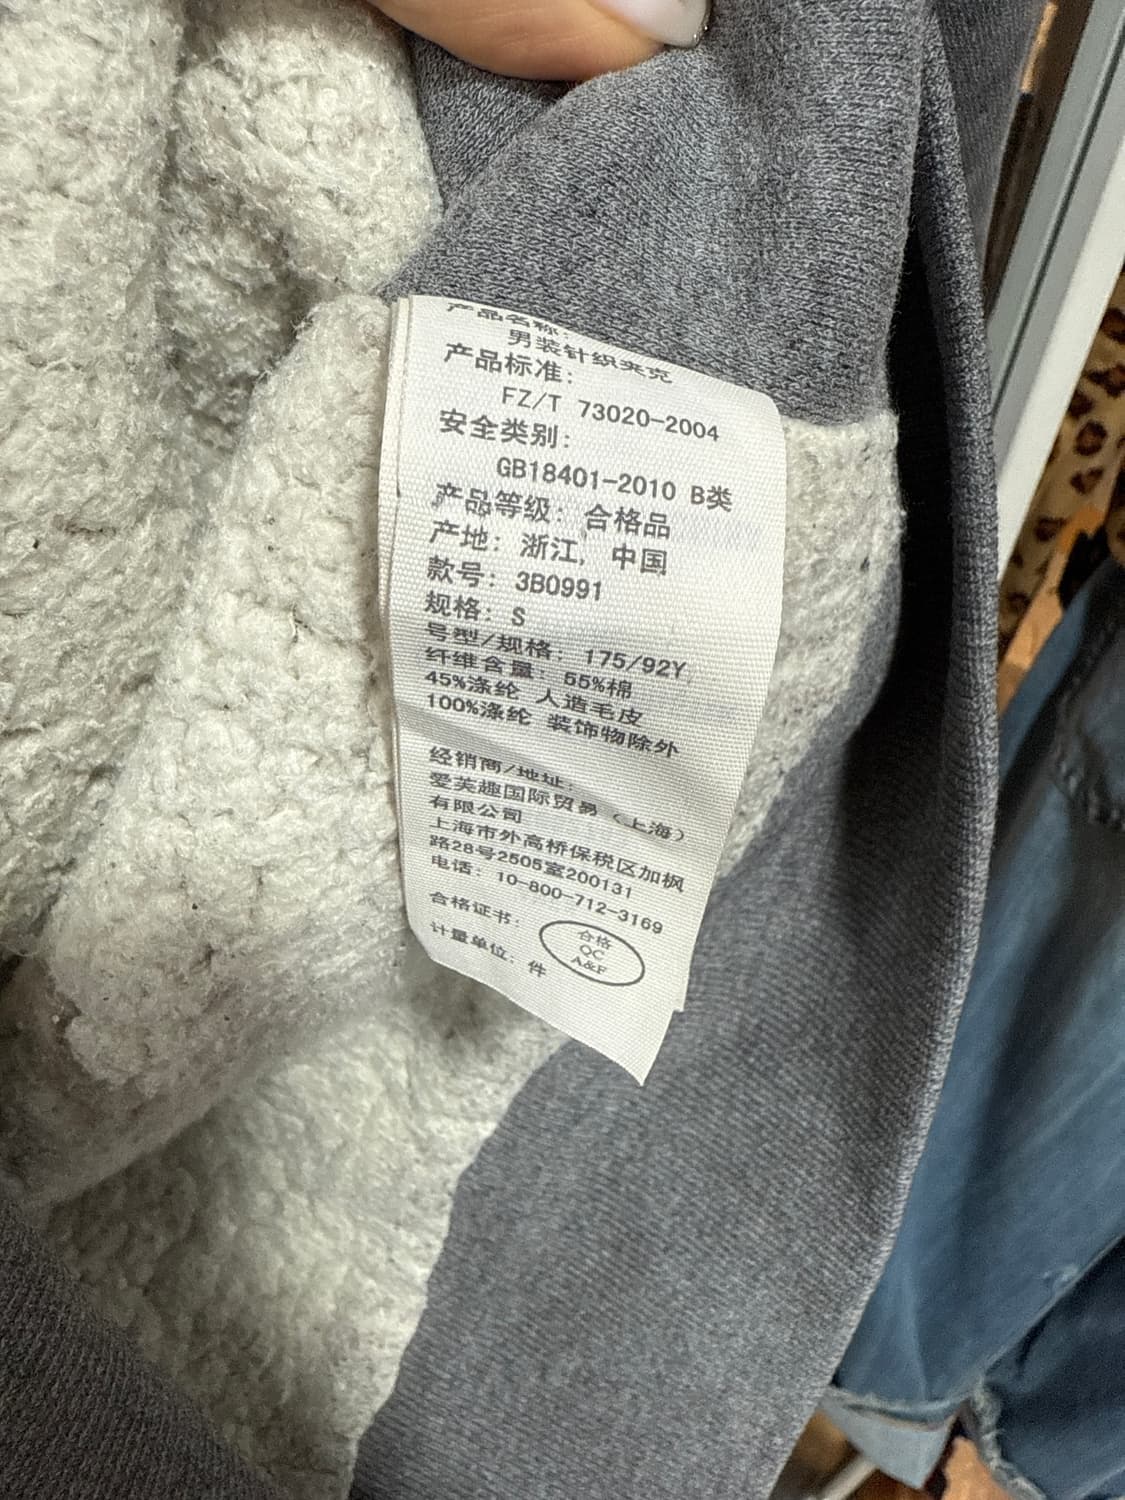 产品名称:
男装针织夹克
产品标准:
FZ/T 73020-2004
安全类别:
GB18401-2010 B类
产品等级: 合格品
产地: 浙江, 中国
款号: 3B0991
规格: S
号型/规格: 175/92Y
纤维含量: 55%棉
45%涤纶 人造毛皮
100%涤纶 装饰物除外
经销商/地址:
爱芙趣国际贸易（上海）
有限公司
上海市外高桥保税区加枫
路28号2505室200131
电话: 10-800-712-3169
合格证书:
合格
QC
A&F
计量单位: 件